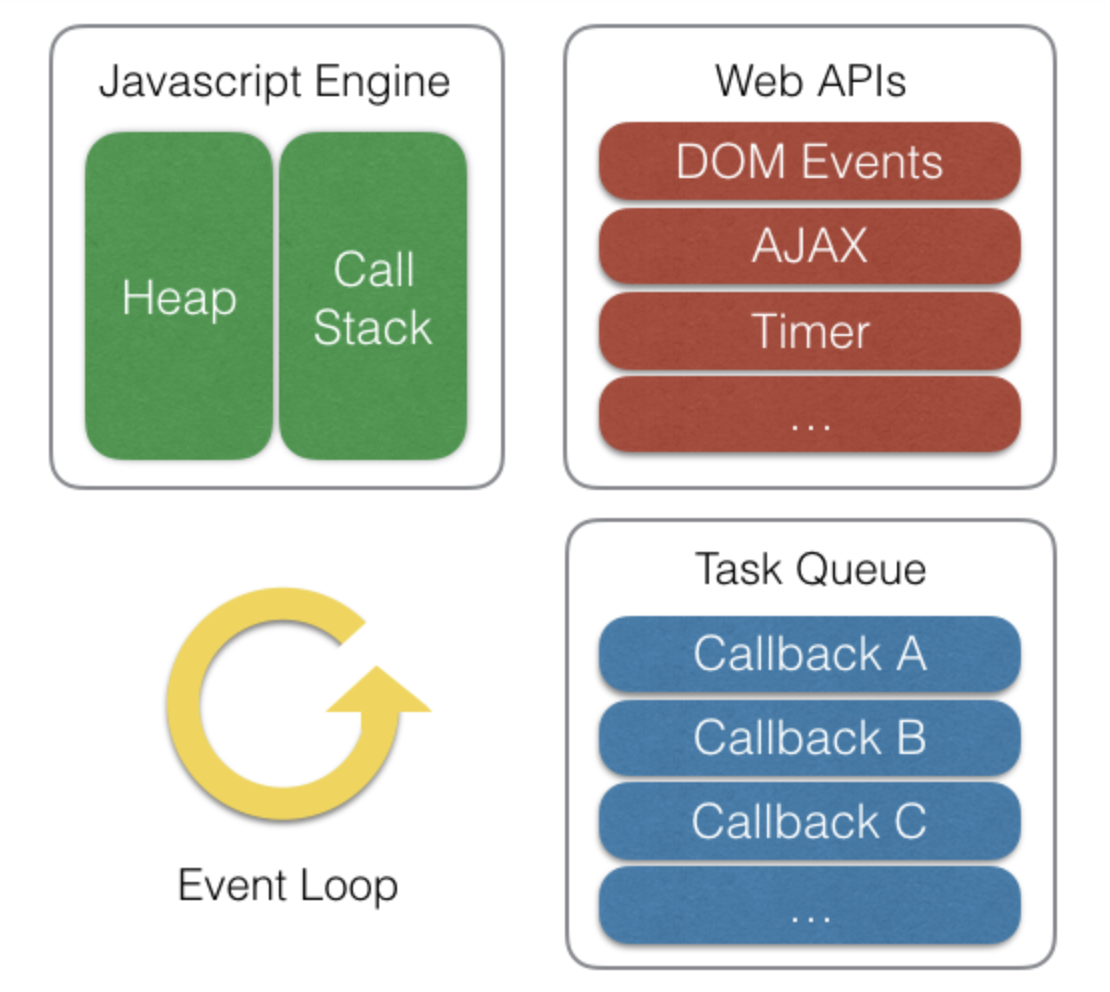 Javascript Engine
Heap
Call
Stack
Web APIs
DOM Events
AJAX
Timer
...
Event Loop
Task Queue
Callback A
Callback B
Callback C
...